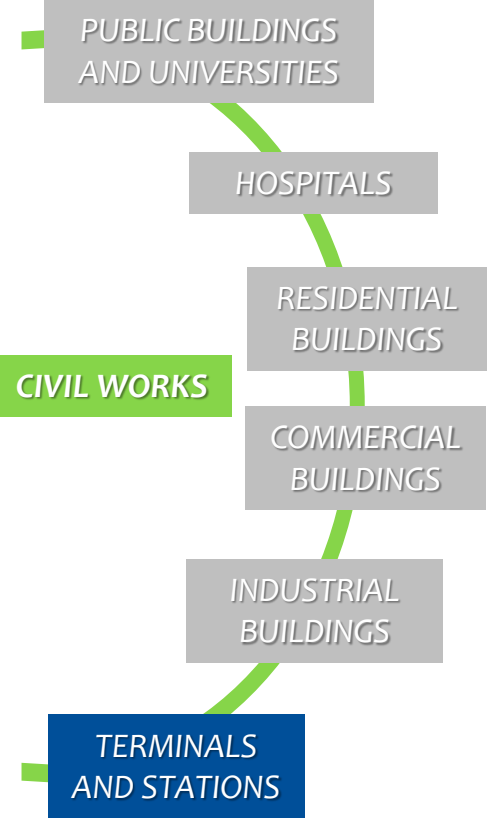 PUBLIC BUILDINGS
AND UNIVERSITIES
HOSPITALS
RESIDENTIAL
BUILDINGS
CIVIL WORKS
COMMERCIAL
BUILDINGS
INDUSTRIAL
BUILDINGS
TERMINALS
AND STATIONS